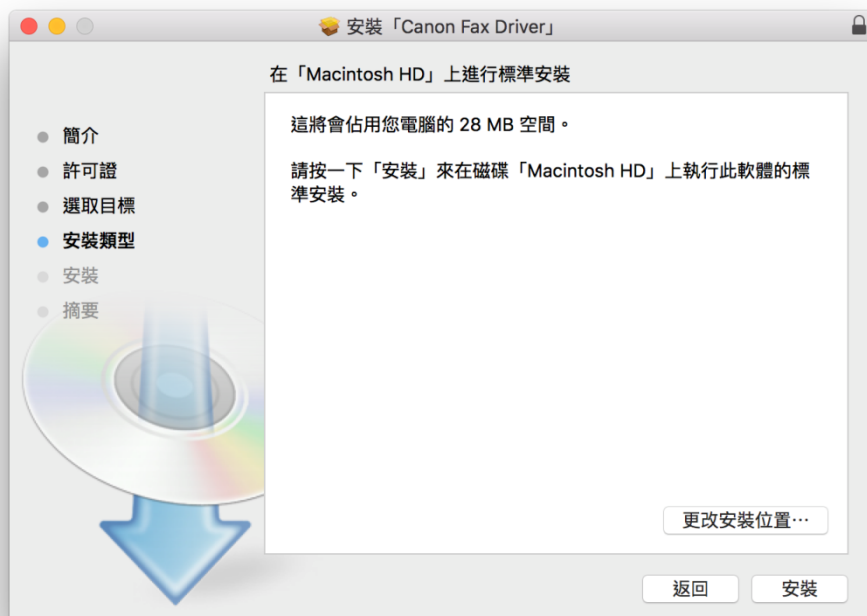 安裝「Canon Fax Driver」
在「Macintosh HD」上進行標準安裝
簡介
許可證
選取目標
安裝類型
安裝
摘要
這將會佔用您電腦的 28 MB 空間。
請按一下「安裝」來在磁碟「Macintosh HD」上執行此軟體的標
準安裝。
更改安裝位置⋯
返回
安裝